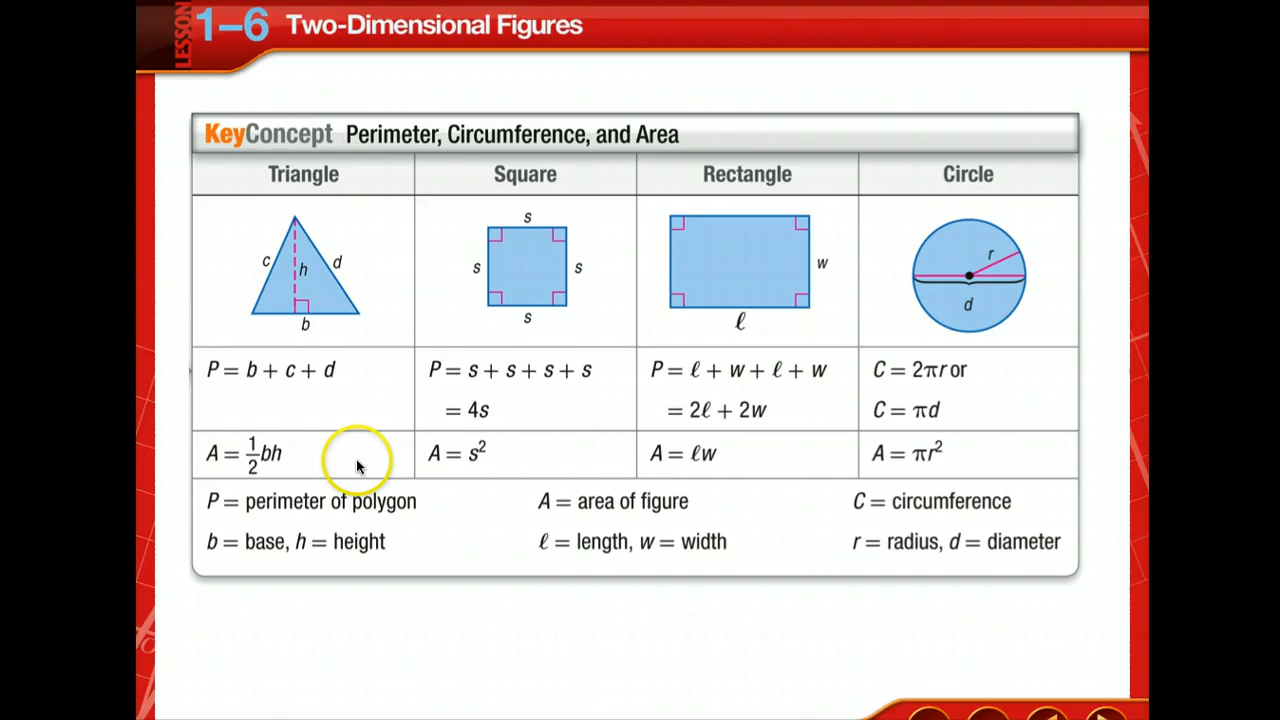 LESSON 1–6 Two-Dimensional Figures
KeyConcept Perimeter, Circumference, and Area
Triangle Square Rectangle Circle
c h d b
s s s s
w ℓ
r d
P = b + c + d
P = s + s + s + s
= 4s
P = ℓ + w + ℓ + w
= 2ℓ + 2w
C = 2πr or
C = πd
A = 1/2 bh
A = s²
A = ℓw
A = πr²
P = perimeter of polygon A = area of figure C = circumference
b = base, h = height ℓ = length, w = width r = radius, d = diameter